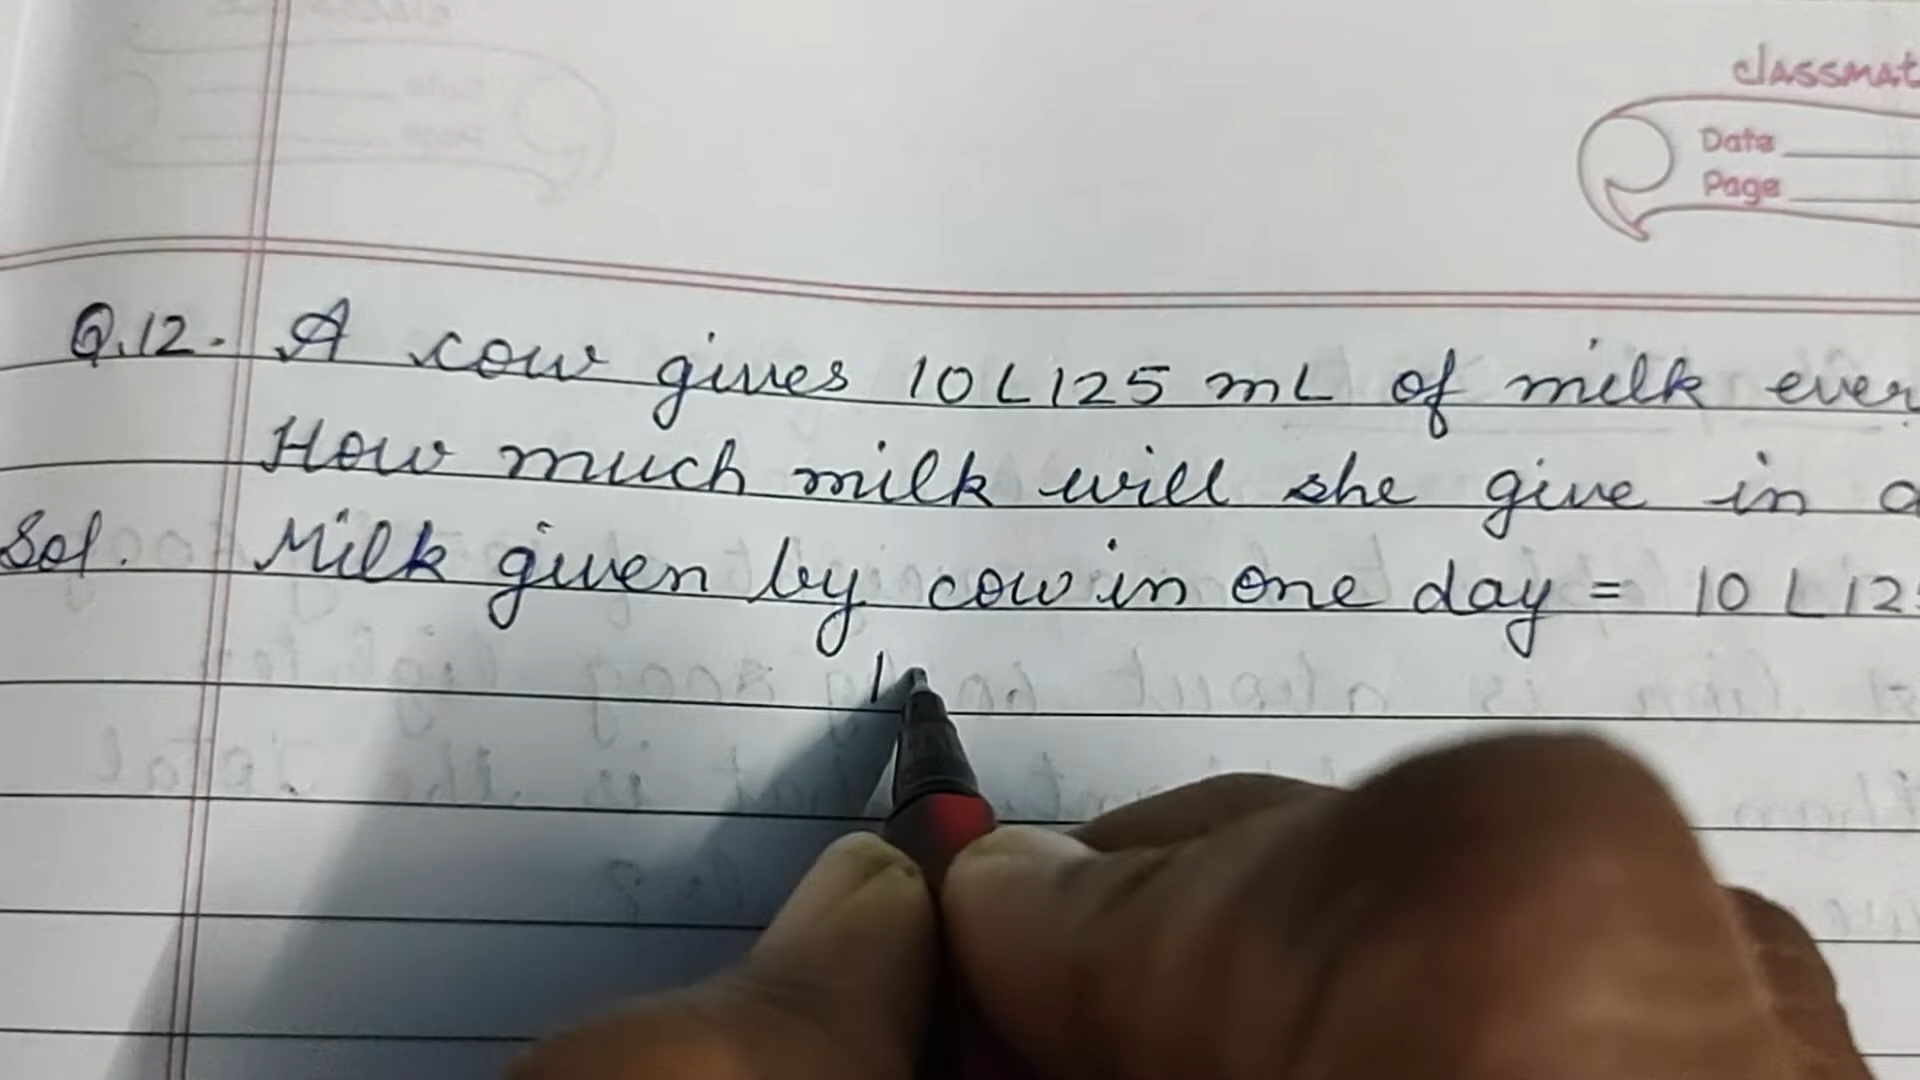 classmat
Date
Page
Q.12. A cow gives 10 L 125 mL of milk ever
How much milk will she give in a
Sol. Milk given by cow in one day = 10 L 12
1